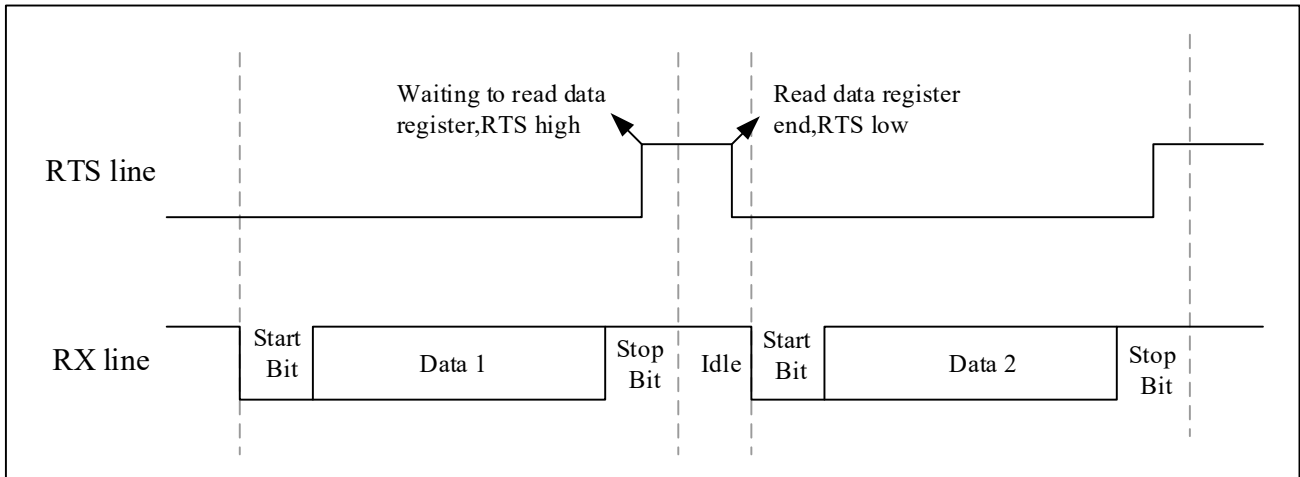 Waiting to read data
register,RTS high
Read data register
end,RTS low
RTS line
RX line
Start
Bit
Data 1
Stop
Bit
Idle
Start
Bit
Data 2
Stop
Bit